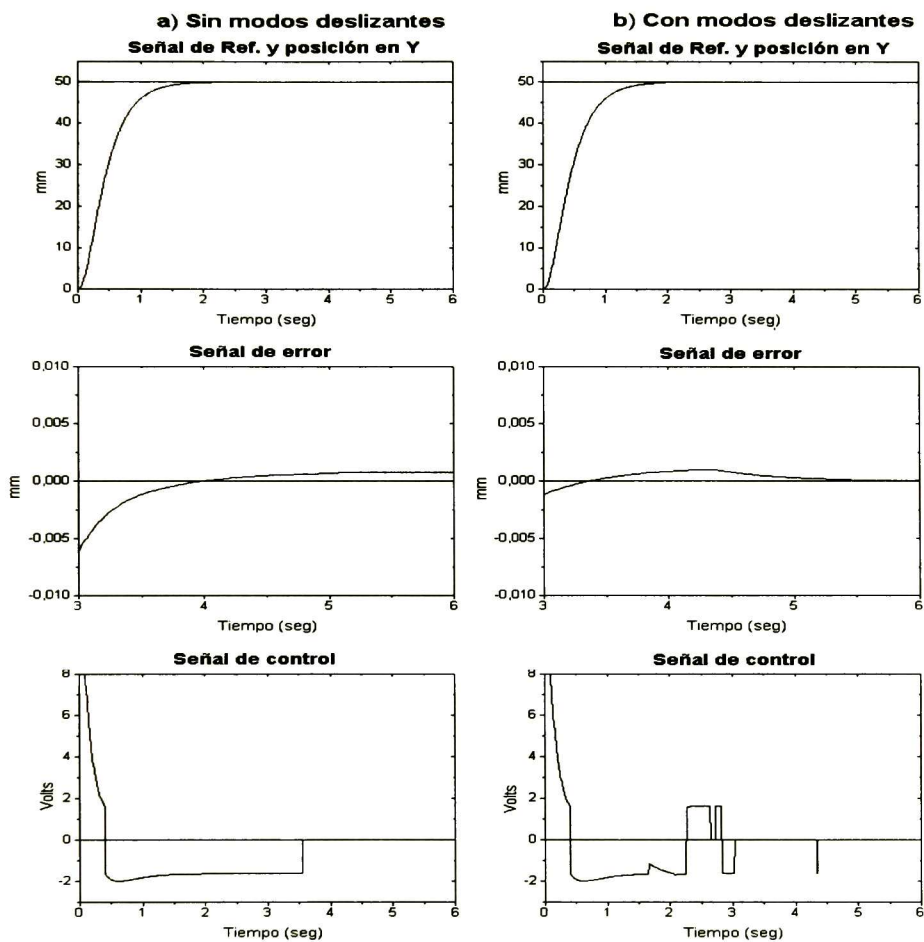 a) Sin modos deslizantes
Señal de Ref. y posición en Y
50
40
30
20
10
0
mm
0 1 2 3 4 5 6
Tiempo (seg)
Señal de error
0,010
0,005
0,000
-0,005
-0,010
mm
3 4 5 6
Tiempo (seg)
Señal de control
8
6
4
2
0
-2
Volts
0 1 2 3 4 5 6
Tiempo (seg)
b) Con modos deslizantes
Señal de Ref. y posición en Y
50
40
30
20
10
0
mm
0 1 2 3 4 5 6
Tiempo (seg)
Señal de error
0,010
0,005
0,000
-0,005
-0,010
mm
3 4 5 6
Tiempo (seg)
Señal de control
8
6
4
2
0
-2
Volts
0 1 2 3 4 5 6
Tiempo (seg)